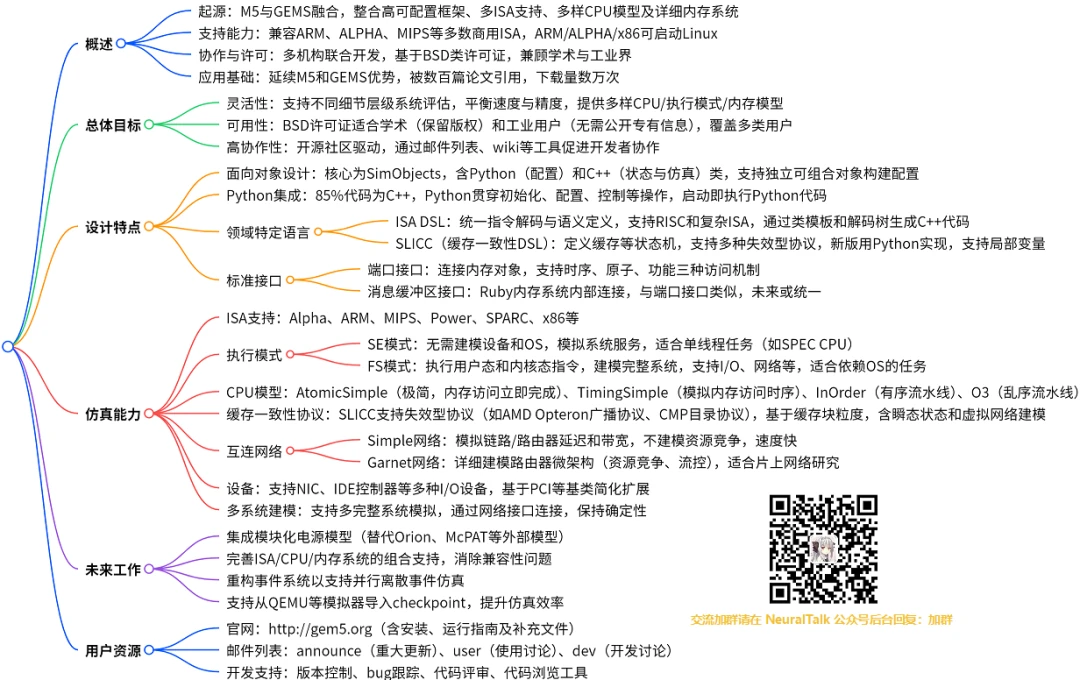 概述
起源：M5与GEMS融合，整合高可配置框架、多ISA支持、多样CPU模型及详细内存系统
支持能力：兼容ARM、ALPHA、MIPS等多数商用ISA，ARM/ALPHA/x86可启动Linux
协作与许可：多机构联合开发，基于BSD类许可证，兼顾学术与工业界
应用基础：延续M5和GEMS优势，被数百篇论文引用，下载量数万次
总体目标
灵活性：支持不同细节层级系统评估，平衡速度与精度，提供多样CPU/执行模式/内存模型
可用性：BSD许可证适合学术（保留版权）和工业用户（无需公开专有信息），覆盖多类用户
高协作性：开源社区驱动，通过邮件列表、wiki等工具促进开发者协作
设计特点
面向对象设计：核心为SimObjects，含Python（配置）和C++（状态与仿真）类，支持独立可组合对象构建配置
Python集成：85%代码为C++，Python贯穿初始化、配置、控制等操作，启动即执行Python代码
领域特定语言
ISA DSL：统一指令解码与语义定义，支持RISC和复杂ISA，通过类模板和解码树生成C++代码
SLICC（缓存一致性DSL）：定义缓存等状态机，支持多种失效型协议，新版用Python实现，支持局部变量
标准接口
端口接口：连接内存对象，支持时序、原子、功能三种访问机制
消息缓冲区接口：Ruby内存系统内部连接，与端口接口类似，未来或统一
仿真能力
ISA支持：Alpha、ARM、MIPS、Power、SPARC、x86等
执行模式
SE模式：无需建模设备和OS，模拟系统服务，适合单线程任务（如SPEC CPU）
FS模式：执行用户态和内核态指令，建模完整系统，支持I/O、网络等，适合依赖OS的任务
CPU模型：AtomicSimple（极简，内存访问立即完成）、TimingSimple（模拟内存访问时序）、InOrder（有序流水线）、O3（乱序流水线）
缓存一致性协议：SLICC支持失效型协议（如AMD Opteron广播协议、CMP目录协议），基于缓存块粒度，含瞬态状态和虚拟网络建模
互连网络
Simple网络：模拟链路/路由器延迟和带宽，不建模资源竞争，速度快
Garnet网络：详细建模路由器微架构（资源竞争、流控），适合片上网络研究
设备：支持NIC、IDE控制器等多种I/O设备，基于PCI等基类简化扩展
多系统建模：支持多完整系统模拟，通过网络接口连接，保持确定性
未来工作
集成模块化电源模型（替代Orion、McPAT等外部模型）
完善ISA/CPU/内存系统的组合支持，消除兼容性问题
重构事件系统以支持并行离散事件仿真
支持从QEMU等模拟器导入checkpoint，提升仿真效率
用户资源
官网：http://gem5.org（含安装、运行指南及补充文件）
邮件列表：announce（重大更新）、user（使用讨论）、dev（开发讨论）
开发支持：版本控制、bug跟踪、代码评审、代码浏览工具
交流加群请在 NeuralTalk 公众号后台回复：加群